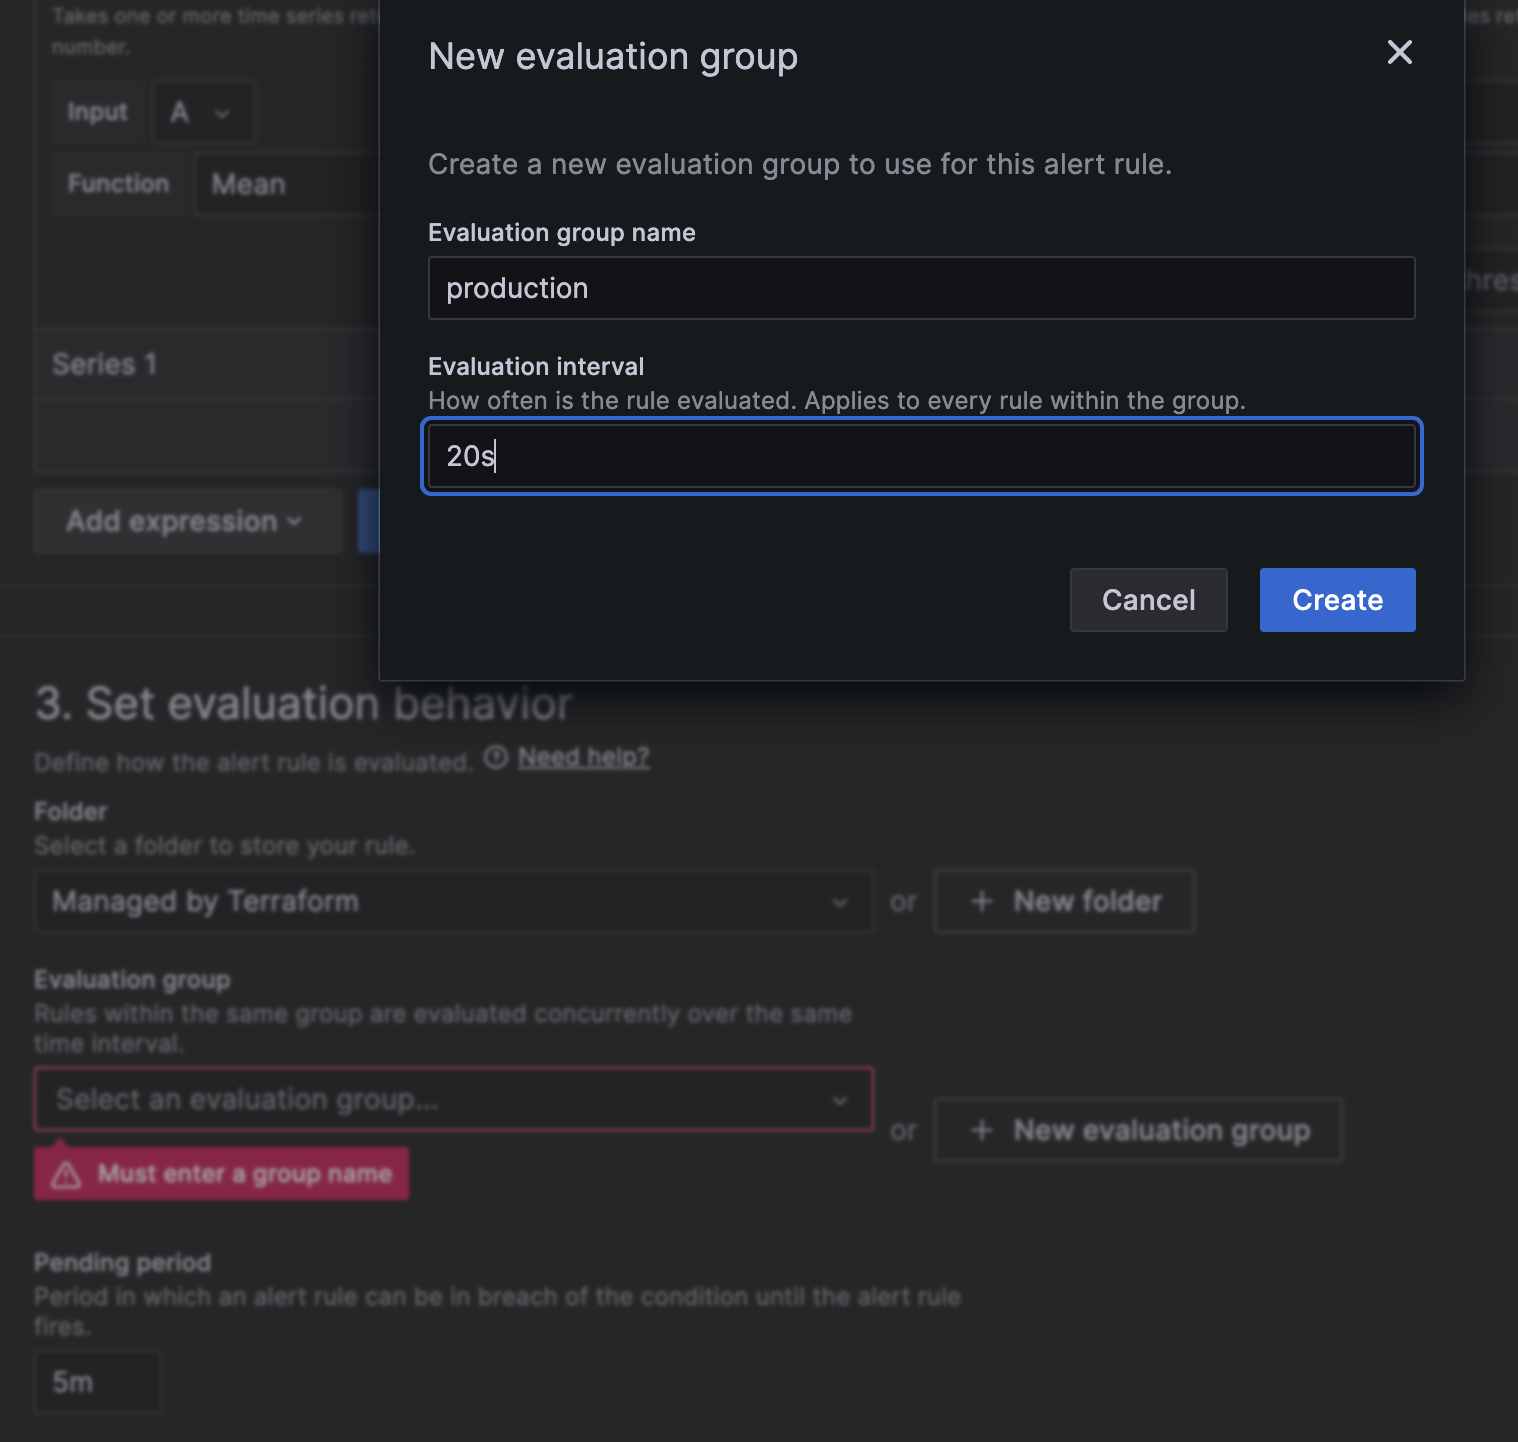 Takes one or more time series ret
number.
Input
A
Function
Mean
Series 1
Add expression
New evaluation group
Create a new evaluation group to use for this alert rule.
Evaluation group name
production
Evaluation interval
How often is the rule evaluated. Applies to every rule within the group.
20s
Cancel
Create
3. Set evaluation behavior
Define how the alert rule is evaluated. Need help?
Folder
Select a folder to store your rule.
Managed by Terraform
or
+ New folder
Evaluation group
Rules within the same group are evaluated concurrently over the same
time interval.
Select an evaluation group...
or
+ New evaluation group
Must enter a group name
Pending period
Period in which an alert rule can be in breach of the condition until the alert rule
fires.
5m